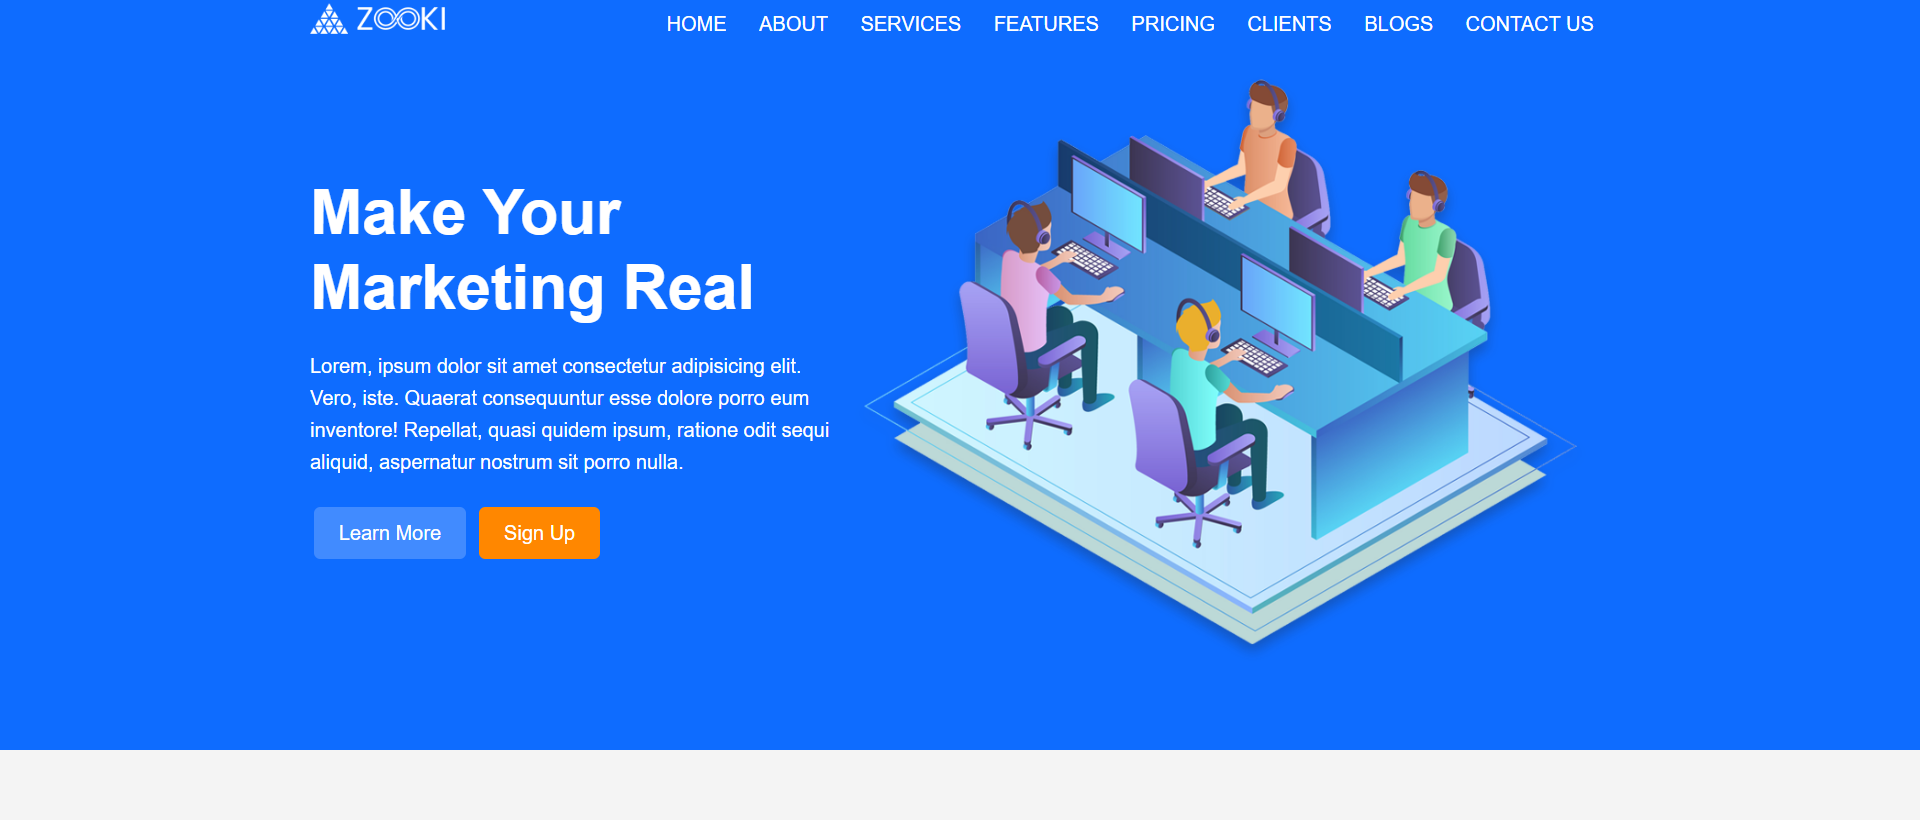 ZOOKI
HOME ABOUT SERVICES FEATURES PRICING CLIENTS BLOGS CONTACT US
Make Your
Marketing Real
Lorem, ipsum dolor sit amet consectetur adipisicing elit.
Vero, iste. Quaerat consequuntur esse dolore porro eum
inventore! Repellat, quasi quidem ipsum, ratione odit sequi
aliquid, aspernatur nostrum sit porro nulla.
Learn More Sign Up